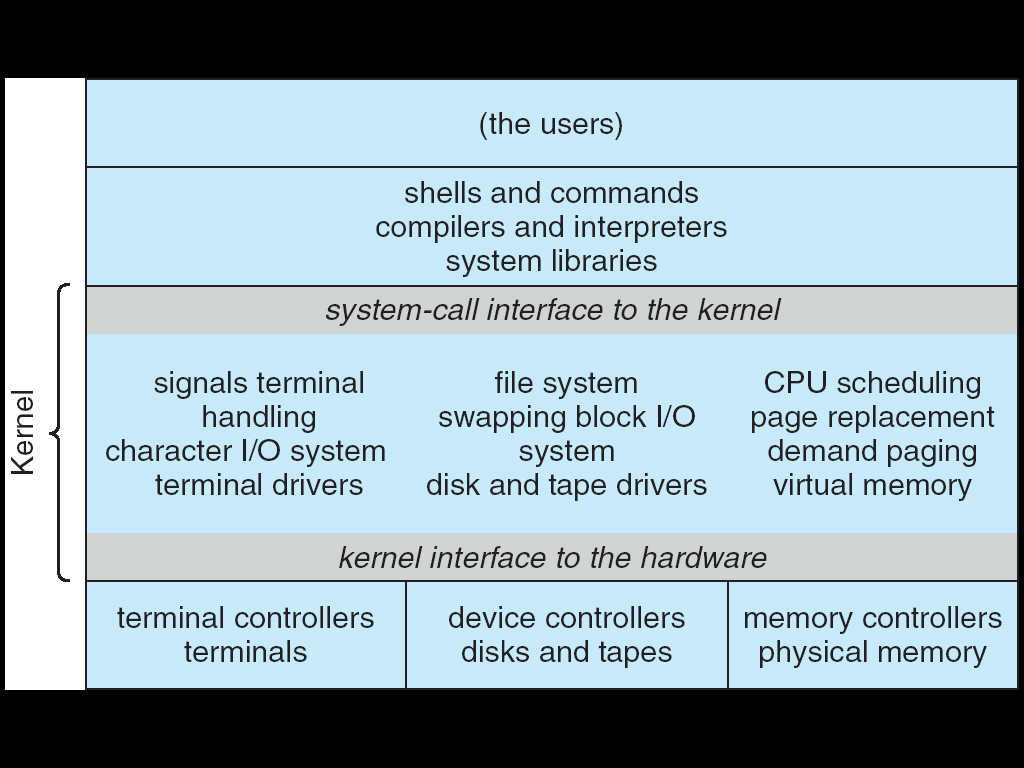 (the users)
shells and commands
compilers and interpreters
system libraries
Kernel
system-call interface to the kernel
signals terminal
handling
character I/O system
terminal drivers
file system
swapping block I/O
system
disk and tape drivers
CPU scheduling
page replacement
demand paging
virtual memory
kernel interface to the hardware
terminal controllers
terminals
device controllers
disks and tapes
memory controllers
physical memory